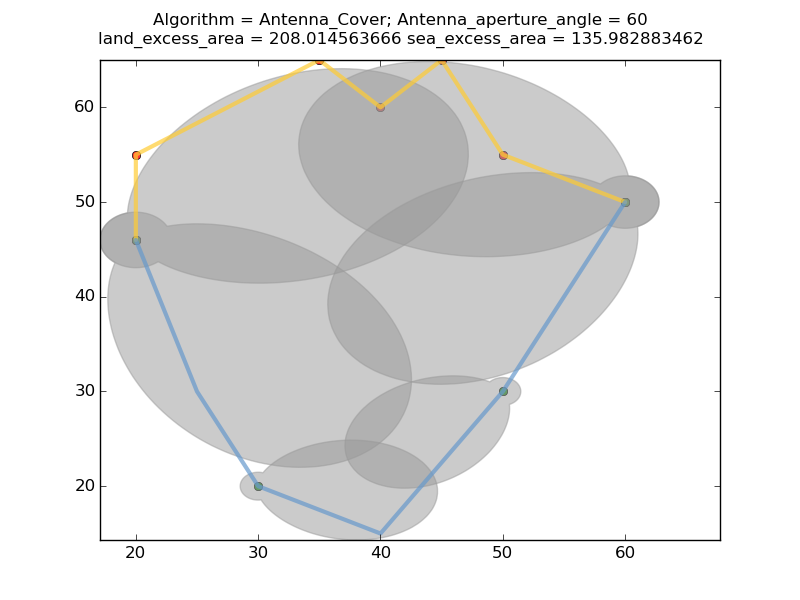 Algorithm = Antenna_Cover; Antenna_aperture_angle = 60
land_excess_area = 208.014563666 sea_excess_area = 135.982883462
60
50
40
30
20
20 30 40 50 60